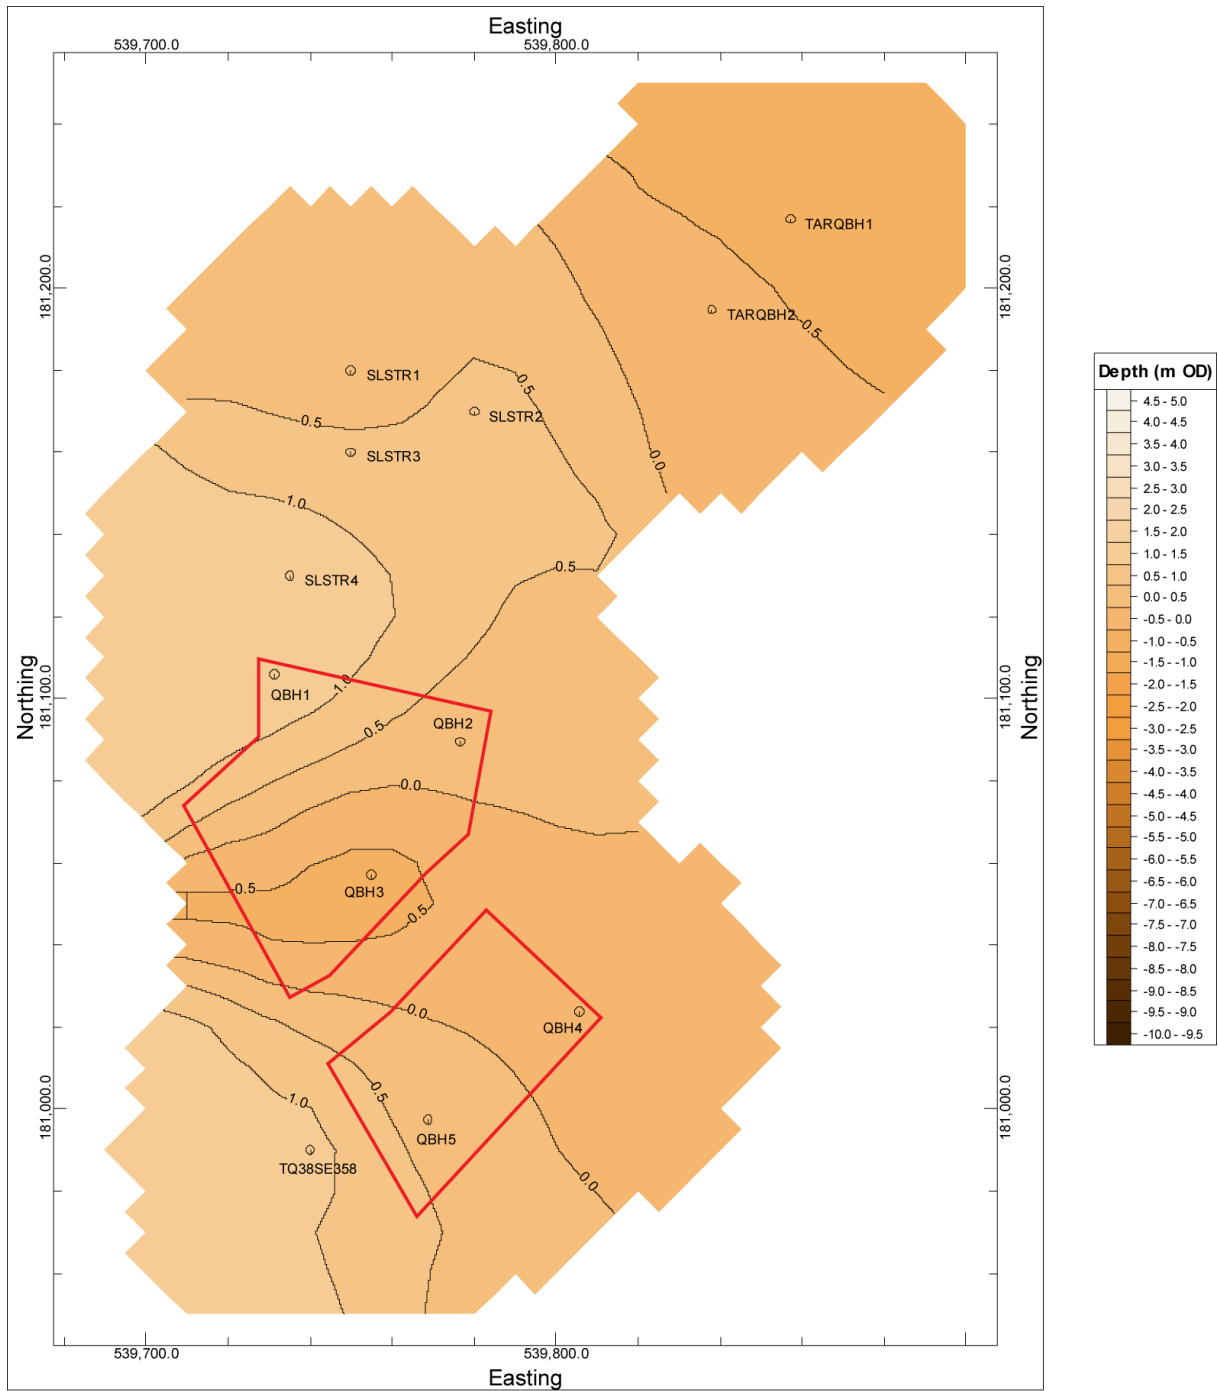 Easting
539,700.0 539,800.0
TARQBH1
181,200.0 181,200.0
TARQBH2
-0.5
SLSTR1
0.5
SLSTR2
0.5
SLSTR3
0.0
1.0
0.5
SLSTR4
Northing 181,100.0 181,100.0 Northing
1.0
QBH1
QBH2
0.5
0.0
-0.5
QBH3
-0.5
0.0
QBH4
0.5
1.0
181,000.0 181,000.0
QBH5
TQ38SE358
0.0
539,700.0 539,800.0
Easting
Depth (m OD)
4.5 - 5.0
4.0 - 4.5
3.5 - 4.0
3.0 - 3.5
2.5 - 3.0
2.0 - 2.5
1.5 - 2.0
1.0 - 1.5
0.5 - 1.0
0.0 - 0.5
-0.5 - 0.0
-1.0 - -0.5
-1.5 - -1.0
-2.0 - -1.5
-2.5 - -2.0
-3.0 - -2.5
-3.5 - -3.0
-4.0 - -3.5
-4.5 - -4.0
-5.0 - -4.5
-5.5 - -5.0
-6.0 - -5.5
-6.5 - -6.0
-7.0 - -6.5
-7.5 - -7.0
-8.0 - -7.5
-8.5 - -8.0
-9.0 - -8.5
-9.5 - -9.0
-10.0 - -9.5